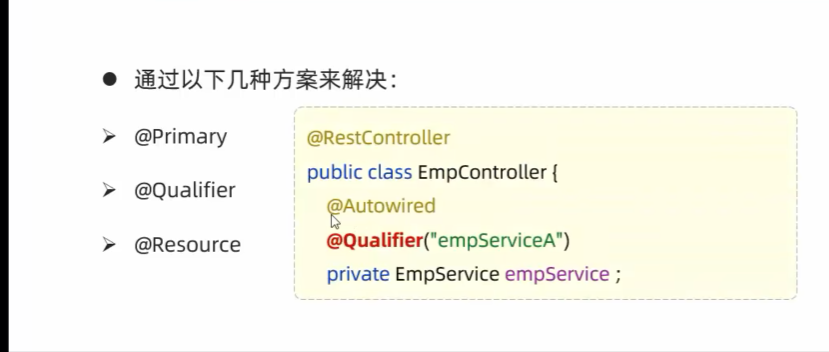 ● 通过以下几种方案来解决：
➢ @Primary
➢ @Qualifier
➢ @Resource
@RestController
public class EmpController {
@Autowired
@Qualifier("empServiceA")
private EmpService empService ;